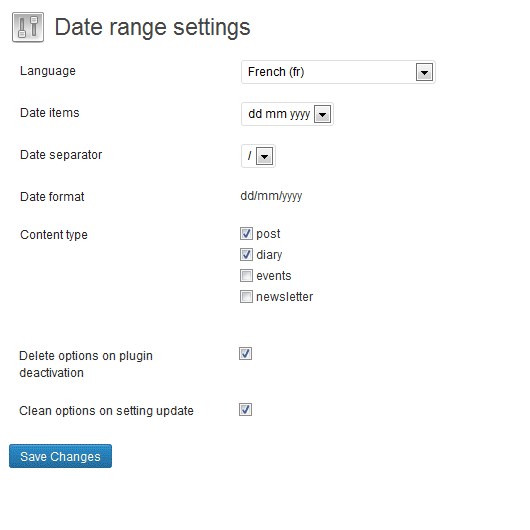 Date range settings
Language French (fr)
Date items dd mm yyyy
Date separator /
Date format dd/mm/yyyy
Content type post
diary
events
newsletter
Delete options on plugin
deactivation
Clean options on setting update
Save Changes